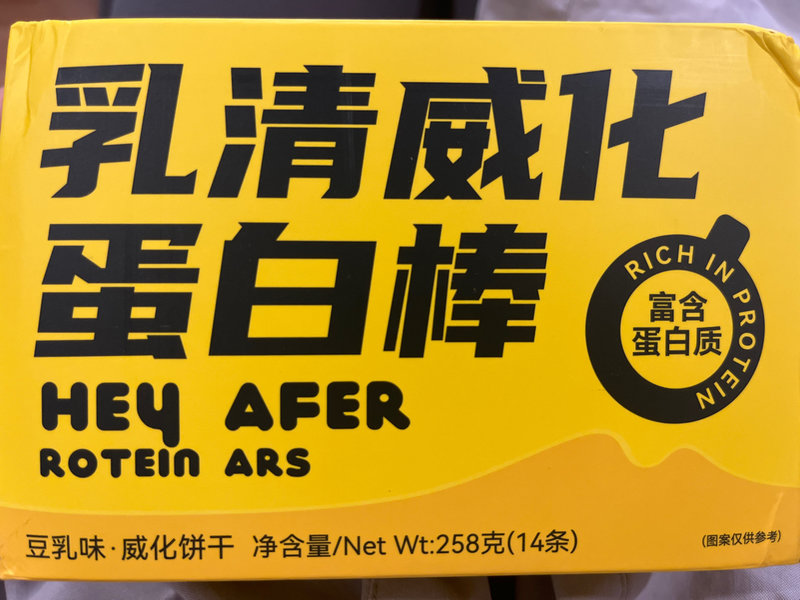 乳清威化
蛋白棒
HEY AFER
ROTEIN ARS
RICH IN PROTEIN
富含
蛋白质
豆乳味·威化饼干 净含量/Net Wt:258克(14条)
(图案仅供参考)